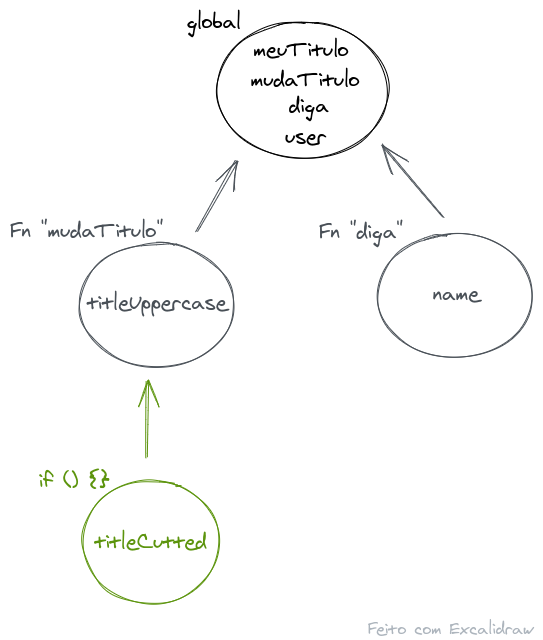 global
meuTitulo
mudaTitulo
diga
user
Fn "mudaTitulo"
Fn "diga"
titleUppercase
name
if () {}
titleCutted
Feito com Excalidraw